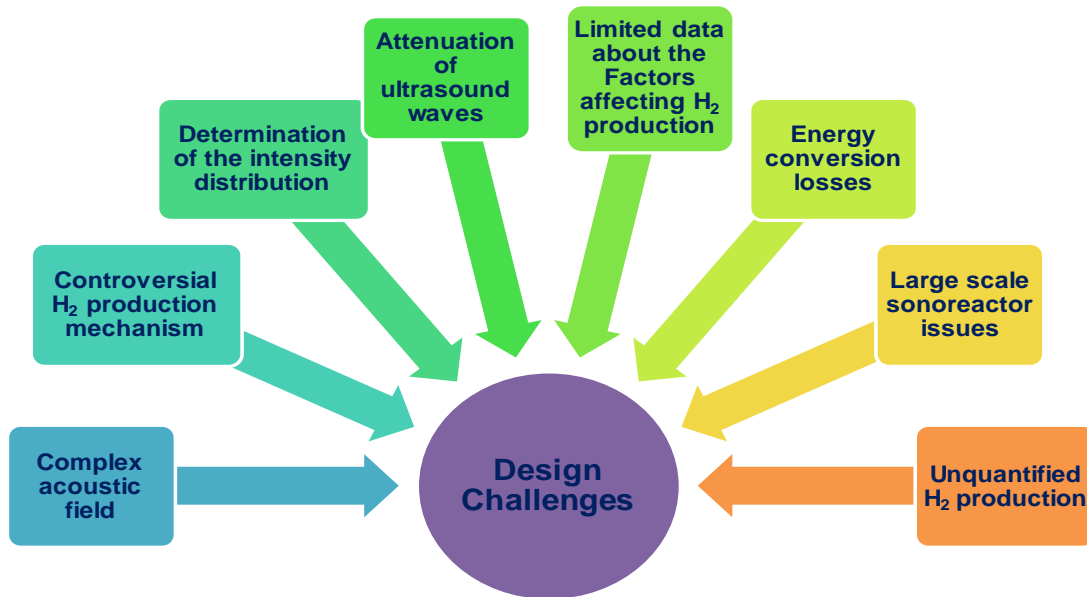 Complex
acoustic
field
Controversial
H₂ production
mechanism
Determination
of the intensity
distribution
Attenuation
of
ultrasound
waves
Limited data
about the
Factors
affecting H₂
production
Energy
conversion
losses
Large scale
sonoreactor
issues
Unquantified
H₂ production
Design
Challenges